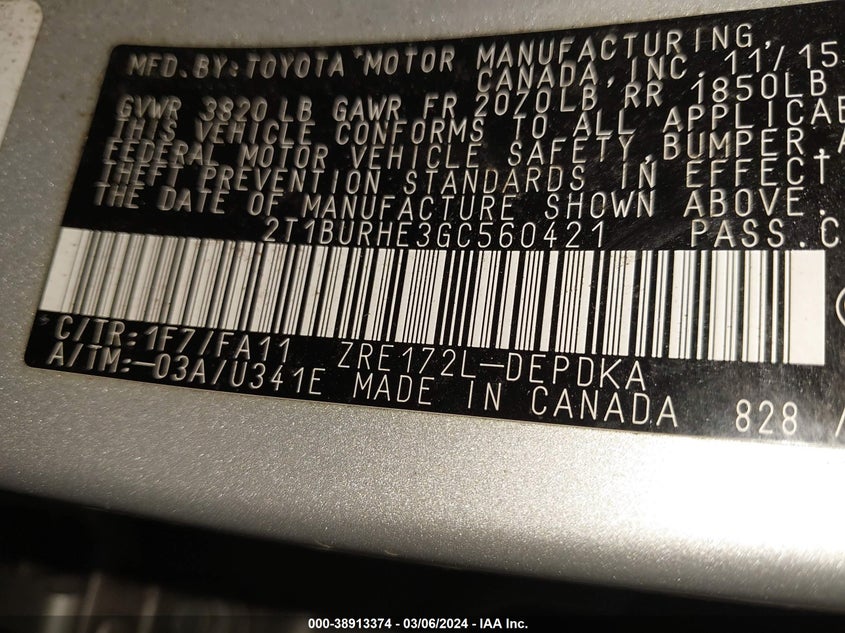 MFD. BY: TOYOTA MOTOR MANUFACTURING,
CANADA, INC. 11/15
GVWR 3820 LB GAWR FR 2070LB RR 1850LB
THIS VEHICLE CONFORMS TO ALL APPLICAB
FEDERAL MOTOR VEHICLE SAFETY, BUMPER, A
THEFT PREVENTION STANDARDS IN EFFECT
THE DATE OF MANUFACTURE SHOWN ABOVE.
2T1BURHE3GC560421 PASS.C
C/TR: 1F7/FA11 ZRE172L-DEPDKA
A/TM: -03A/U341E MADE IN CANADA 828 /
000-38913374 | 03/06/2024 - IAA Inc.